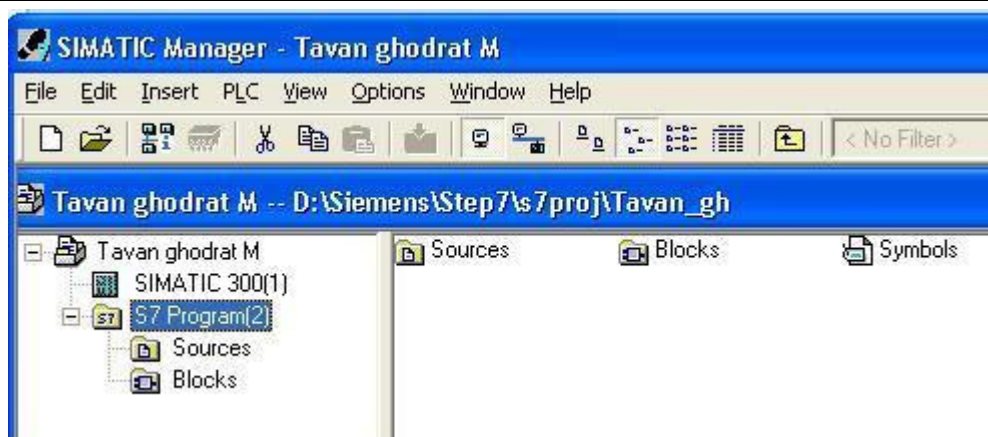 SIMATIC Manager - Tavan ghodrat M
File Edit Insert PLC View Options Window Help
< No Filter >
Tavan ghodrat M -- D:\Siemens\Step7\s7proj\Tavan_gh
Tavan ghodrat M
SIMATIC 300(1)
S7 S7 Program(2)
Sources
Blocks
Sources Blocks Symbols